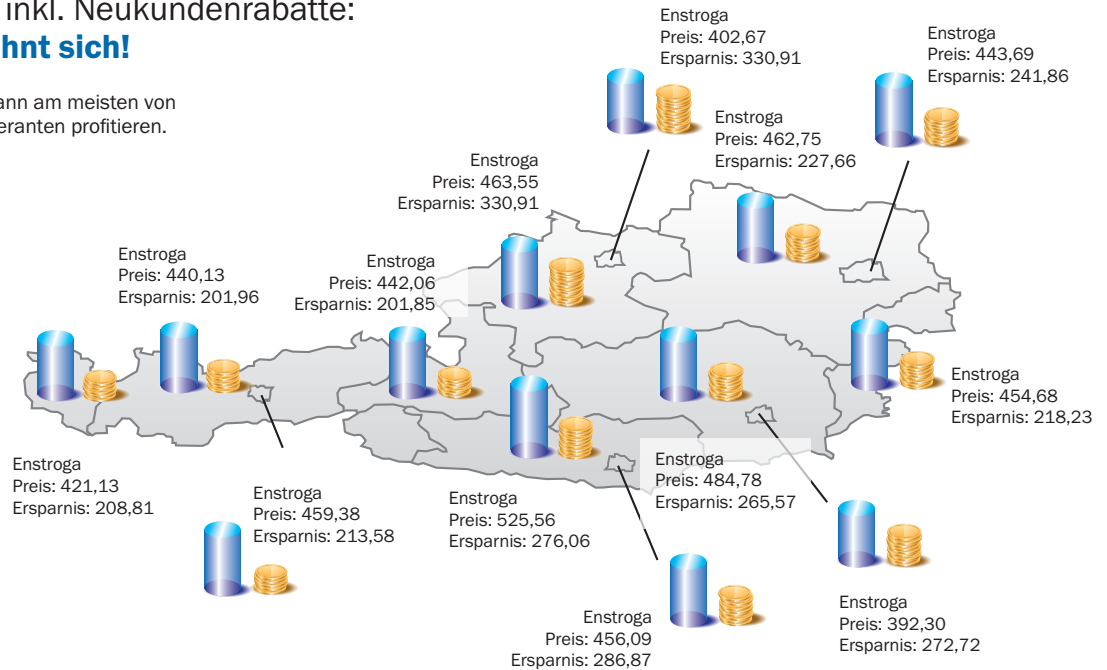 inkl. Neukundenrabatte:
hnt sich!
ann am meisten von
eranten profitieren.
Enstroga
Preis: 402,67
Ersparnis: 330,91
Enstroga
Preis: 443,69
Ersparnis: 241,86
Enstroga
Preis: 462,75
Ersparnis: 227,66
Enstroga
Preis: 463,55
Ersparnis: 330,91
Enstroga
Preis: 440,13
Ersparnis: 201,96
Enstroga
Preis: 442,06
Ersparnis: 201,85
Enstroga
Preis: 454,68
Ersparnis: 218,23
Enstroga
Preis: 421,13
Ersparnis: 208,81
Enstroga
Preis: 459,38
Ersparnis: 213,58
Enstroga
Preis: 525,56
Ersparnis: 276,06
Enstroga
Preis: 484,78
Ersparnis: 265,57
Enstroga
Preis: 456,09
Ersparnis: 286,87
Enstroga
Preis: 392,30
Ersparnis: 272,72